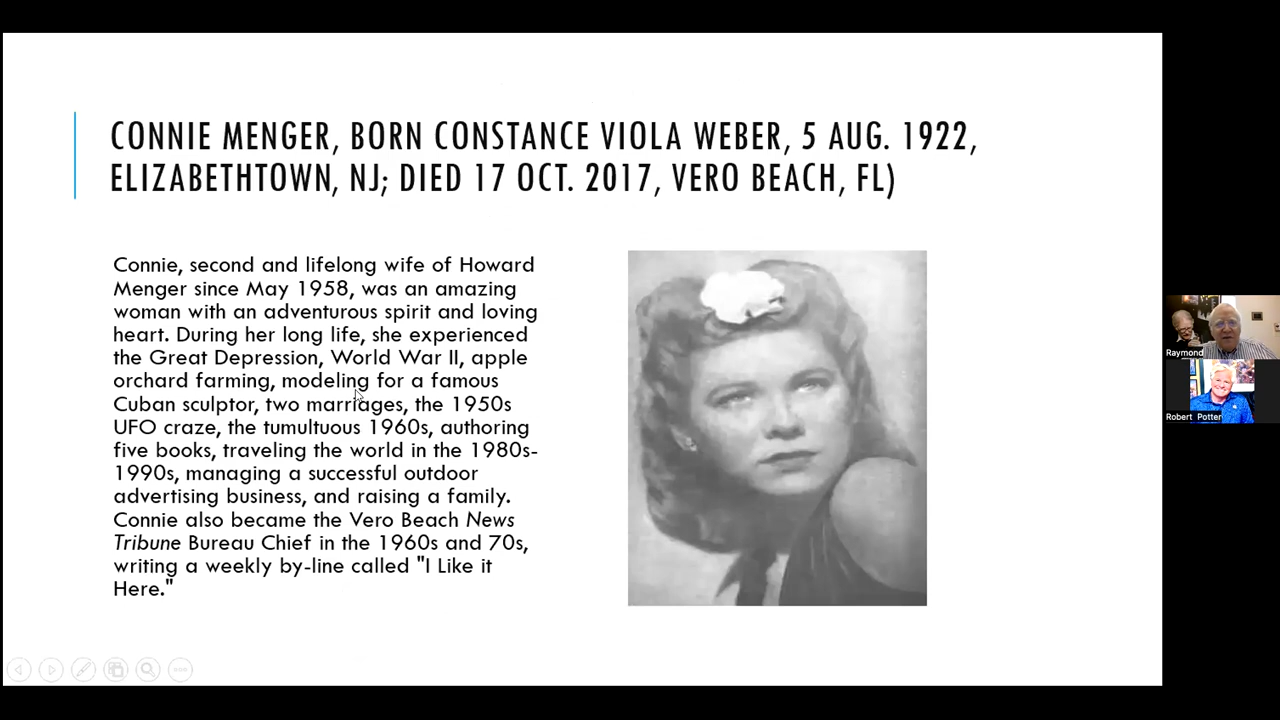 CONNIE MENGER, BORN CONSTANCE VIOLA WEBER, 5 AUG. 1922,
ELIZABETHTOWN, NJ; DIED 17 OCT. 2017, VERO BEACH, FL)
Connie, second and lifelong wife of Howard
Menger since May 1958, was an amazing
woman with an adventurous spirit and loving
heart. During her long life, she experienced
the Great Depression, World War II, apple
orchard farming, modeling for a famous
Cuban sculptor, two marriages, the 1950s
UFO craze, the tumultuous 1960s, authoring
five books, traveling the world in the 1980s-
1990s, managing a successful outdoor
advertising business, and raising a family.
Connie also became the Vero Beach News
Tribune Bureau Chief in the 1960s and 70s,
writing a weekly by-line called "I Like it
Here."
Raymond
Robert Potter